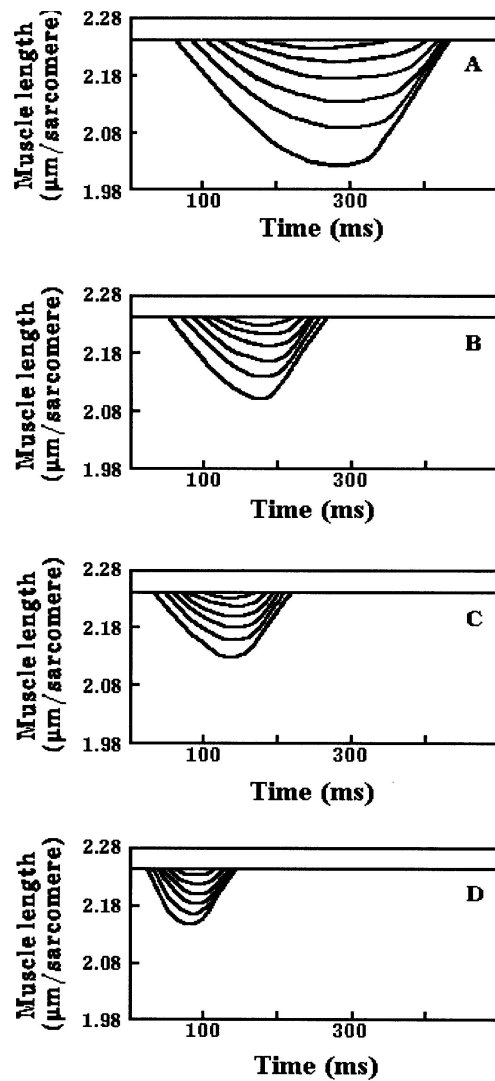 2.28
2.18
2.08
1.98
Muscle length
(μm/sarcomere)
A
100
300
Time (ms)
2.28
2.18
2.08
1.98
Muscle length
(μm/sarcomere)
B
100
300
Time (ms)
2.28
2.18
2.08
1.98
Muscle length
(μm/sarcomere)
C
100
300
Time (ms)
2.28
2.18
2.08
1.98
Muscle length
(μm/sarcomere)
D
100
300
Time (ms)